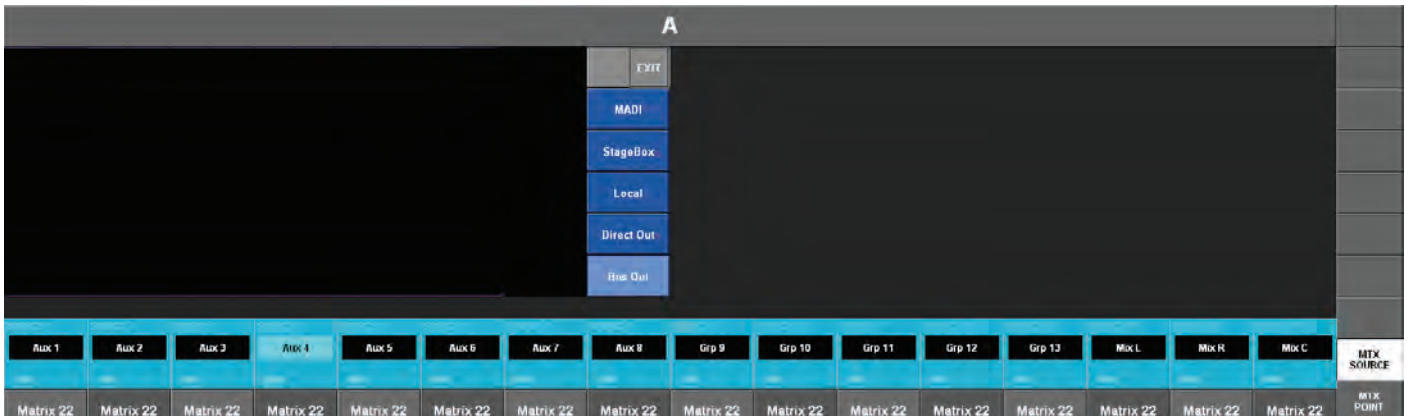 A
EXIT
MADI
StageBox
Local
Direct Out
Bus Out
Aux 1 Aux 2 Aux 3 Aux 4 Aux 5 Aux 6 Aux 7 Aux 8 Grp 9 Grp 10 Grp 11 Grp 12 Grp 13 Mix L Mix R Mix C
MTX
SOURCE
Matrix 22 Matrix 22 Matrix 22 Matrix 22 Matrix 22 Matrix 22 Matrix 22 Matrix 22 Matrix 22 Matrix 22 Matrix 22 Matrix 22 Matrix 22 Matrix 22 Matrix 22 Matrix 22
MTX
POINT